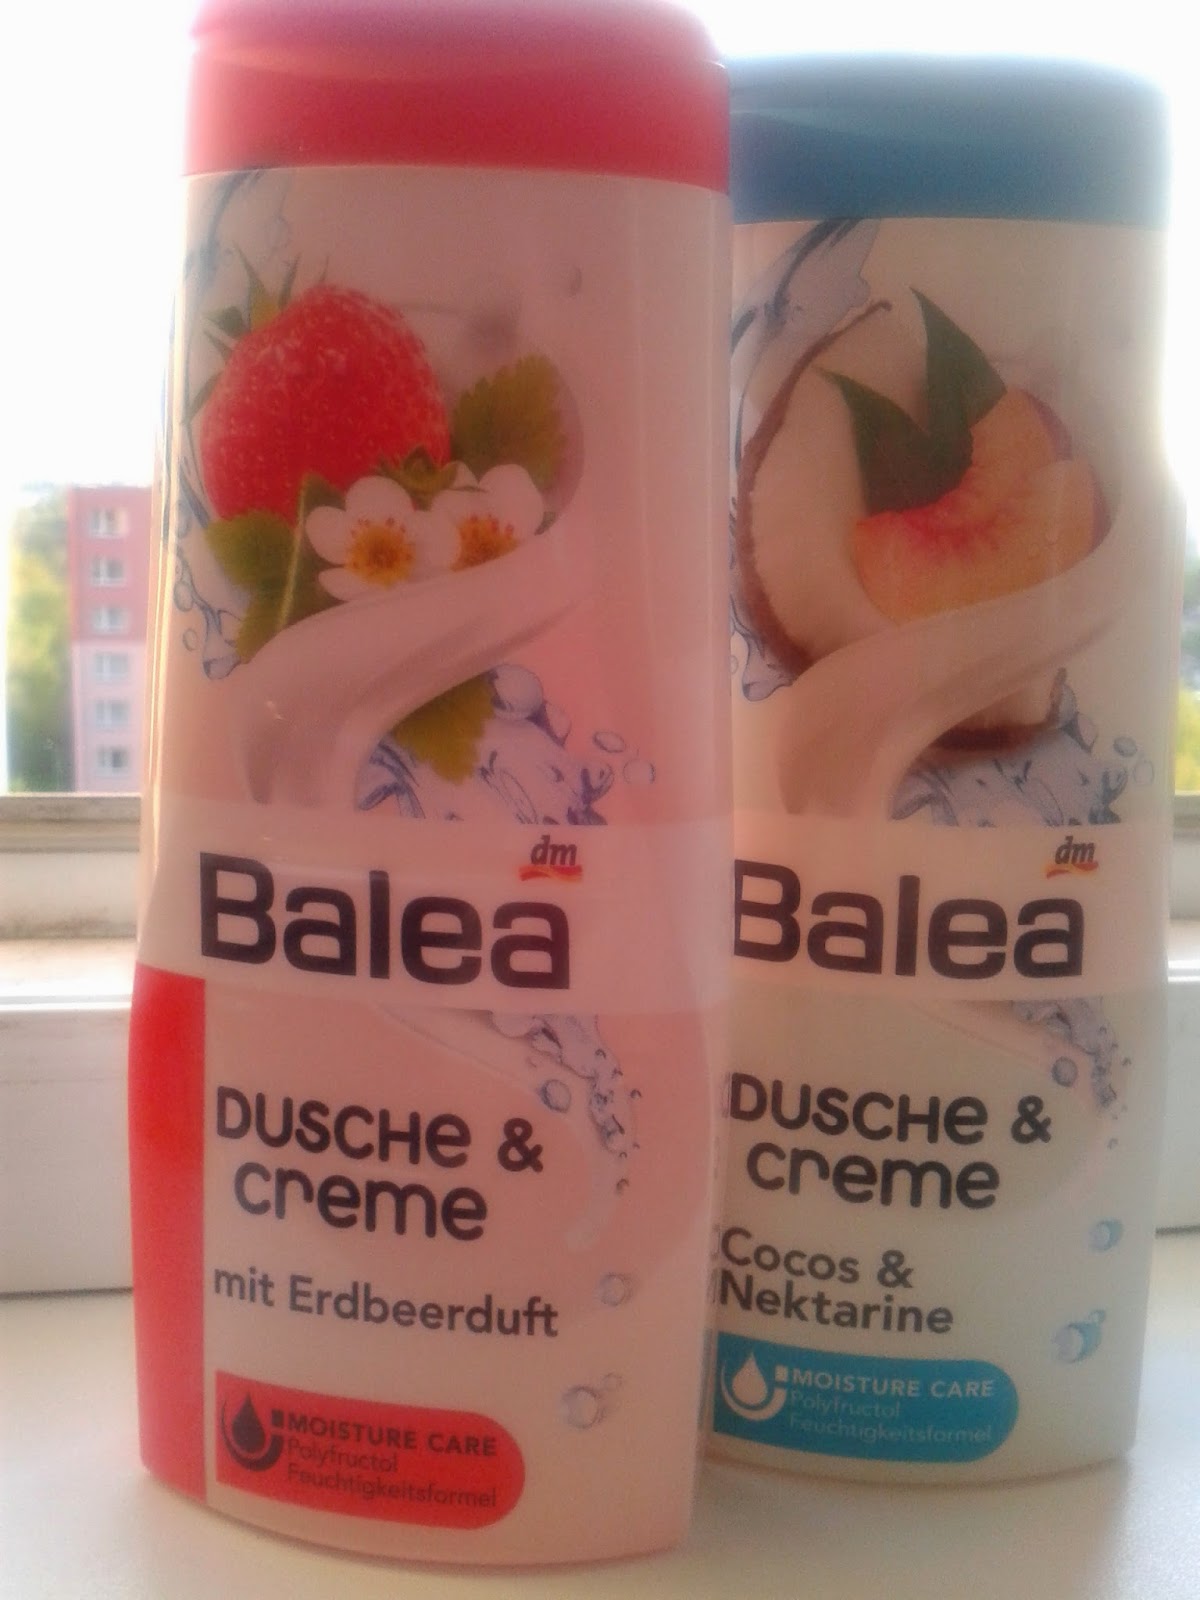 dm
Balea
DUSCHe &
creme
mit Erdbeerduft
MOISTURE CARE
Polyfructol
Feuchtigkeitsformel
dm
Balea
DUSCHe &
creme
Cocos &
Nektarine
MOISTURE CARE
Polyfructol
Feuchtigkeitsformel